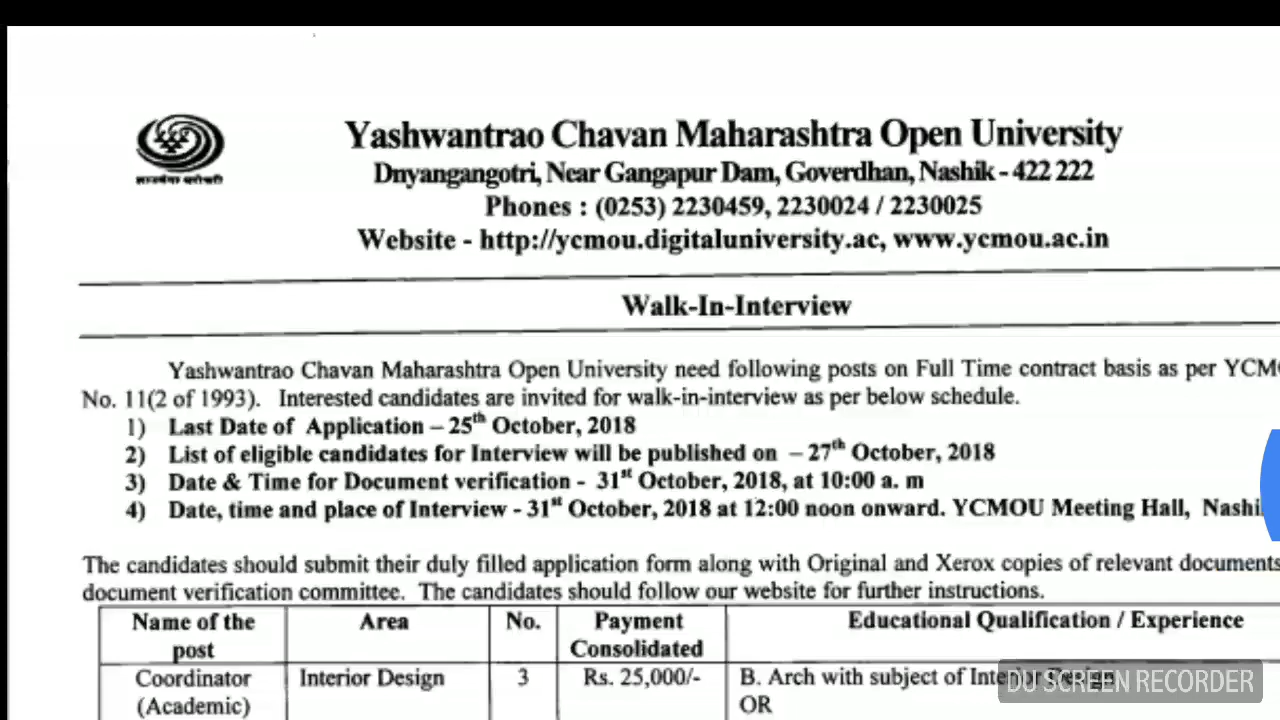 Yashwantrao Chavan Maharashtra Open University
Dnyangangotri, Near Gangapur Dam, Goverdhan, Nashik - 422 222
Phones : (0253) 2230459, 2230024 / 2230025
Website - http://ycmou.digitaluniversity.ac, www.ycmou.ac.in
Walk-In-Interview
Yashwantrao Chavan Maharashtra Open University need following posts on Full Time contract basis as per YCM
No. 11(2 of 1993). Interested candidates are invited for walk-in-interview as per below schedule.
1) Last Date of Application – 25th October, 2018
2) List of eligible candidates for Interview will be published on – 27th October, 2018
3) Date & Time for Document verification - 31st October, 2018, at 10:00 a. m
4) Date, time and place of Interview - 31st October, 2018 at 12:00 noon onward. YCMOU Meeting Hall, Nashi
The candidates should submit their duly filled application form along with Original and Xerox copies of relevant documents
document verification committee. The candidates should follow our website for further instructions.
Name of the post Area No. Payment Consolidated Educational Qualification / Experience
Coordinator (Academic) Interior Design 3 Rs. 25,000/- B. Arch with subject of Interior Design
OR
DU SCREEN RECORDER